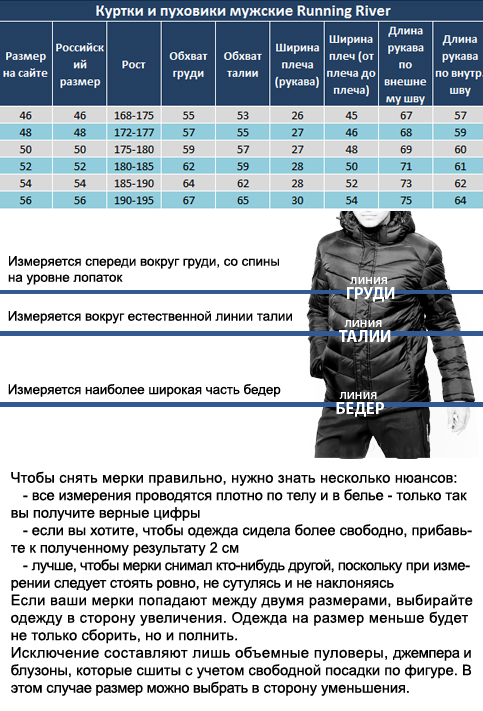 Куртки и пуховики мужские Running River
Размер на сайте | Российский размер | Рост | Обхват груди | Обхват талии | Ширина плеча (рукава) | Ширина плеч (от плеча до плеча) | Длина рукава по внешнему шву | Длина рукава по внутр. шву
46 | 46 | 168-175 | 55 | 53 | 26 | 45 | 67 | 57
48 | 48 | 172-177 | 57 | 55 | 27 | 46 | 68 | 59
50 | 50 | 175-180 | 59 | 57 | 27 | 48 | 69 | 60
52 | 52 | 180-185 | 62 | 59 | 28 | 50 | 71 | 61
54 | 54 | 185-190 | 64 | 62 | 28 | 52 | 73 | 62
56 | 56 | 190-195 | 67 | 65 | 30 | 54 | 75 | 64
Измеряется спереди вокруг груди, со спины
на уровне лопаток
ЛИНИЯ
ГРУДИ
Измеряется вокруг естественной линии талии
ЛИНИЯ
ТАЛИИ
Измеряется наиболее широкая часть бедер
ЛИНИЯ
БЕДЕР
Чтобы снять мерки правильно, нужно знать несколько нюансов:
- все измерения проводятся плотно по телу и в белье - только так
вы получите верные цифры
- если вы хотите, чтобы одежда сидела более свободно, прибавь-
те к полученному результату 2 см
- лучше, чтобы мерки снимал кто-нибудь другой, поскольку при изме-
рении следует стоять ровно, не сутулясь и не наклоняясь
Если ваши мерки попадают между двумя размерами, выбирайте
одежду в сторону увеличения. Одежда на размер меньше будет
не только сборить, но и полнить.
Исключение составляют лишь объемные пуловеры, джемпера и
блузоны, которые сшиты с учетом свободной посадки по фигуре. В
этом случае размер можно выбрать в сторону уменьшения.